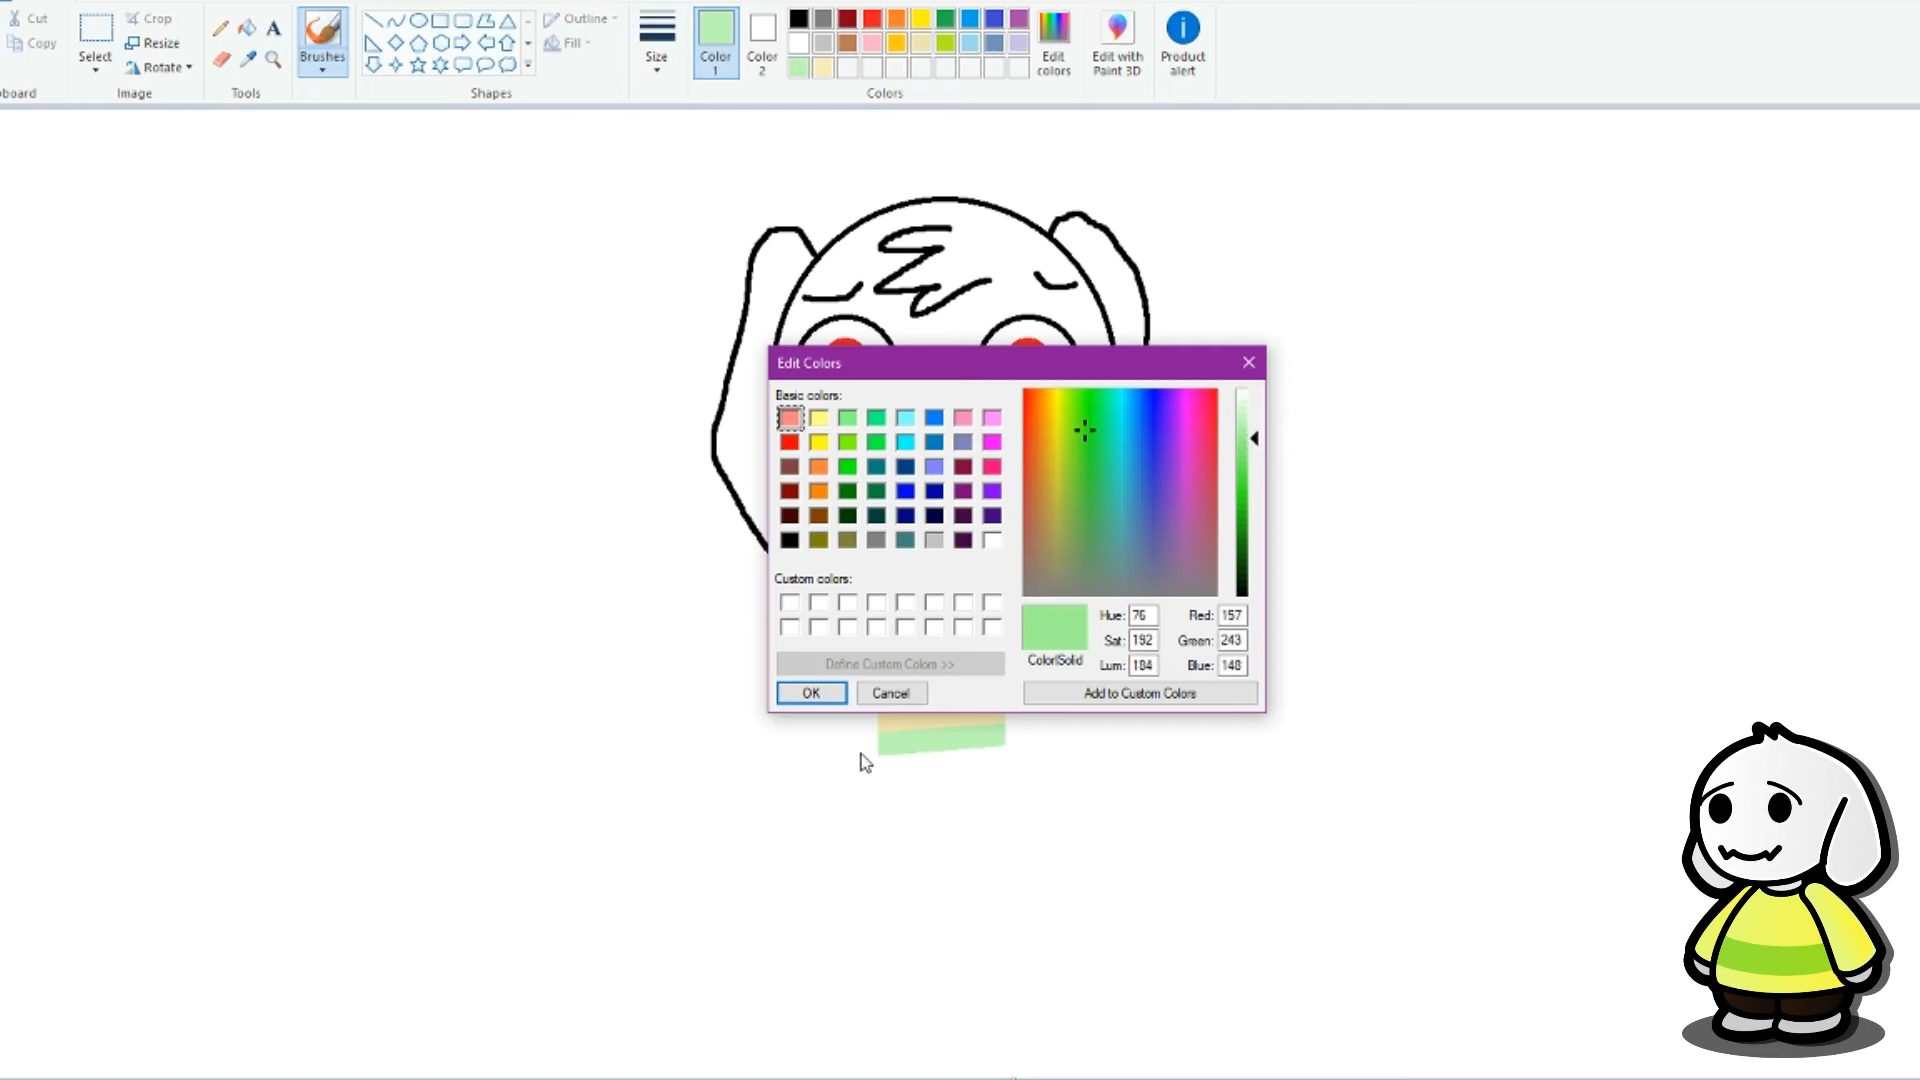 Cut
Copy
board
Select
Crop
Resize
Rotate
Image
A
Tools
Brushes
Outline
Fill
Shapes
Size
Color
1
Color
2
Edit
colors
Colors
Edit with
Paint 3D
Product
alert
Edit Colors
Basic colors:
Custom colors:
Define Custom Colors >>
OK
Cancel
Color|Solid
Hue: 76
Sat: 192
Lum: 184
Red: 157
Green: 243
Blue: 148
Add to Custom Colors